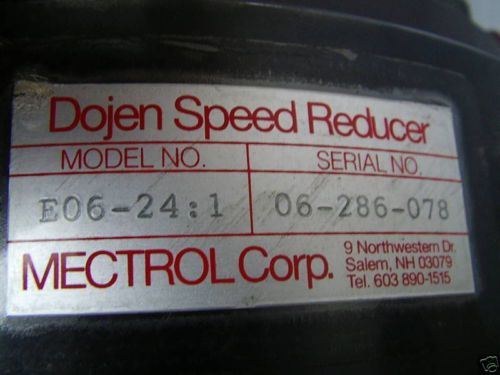 Dojen Speed Reducer
MODEL NO. SERIAL NO.
E06-24:1 06-286-078
MECTROL Corp.
9 Northwestern Dr.
Salem, NH 03079
Tel. 603 890-1515